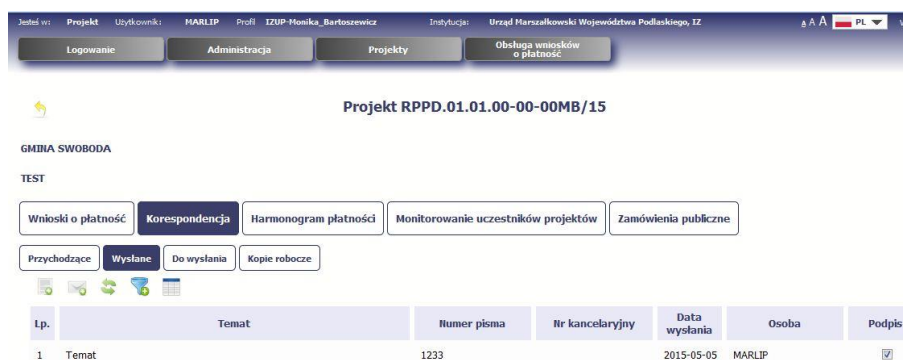 Jesteś w: Projekt Użytkownik: MARLIP Profil IZUP-Monika_Bartoszewicz Instytucja: Urząd Marszałkowski Województwa Podlaskiego, IZ A A A PL
Logowanie Administracja Projekty Obsługa wniosków
o płatność
Projekt RPPD.01.01.00-00-00MB/15
GMINA SWOBODA
TEST
Wnioski o płatność Korespondencja Harmonogram płatności Monitorowanie uczestników projektów Zamówienia publiczne
Przychodzące Wysłane Do wysłania Kopie robocze
Lp. Temat Numer pisma Nr kancelaryjny Data
wysłania Osoba Podpis
1 Temat 1233 2015-05-05 MARLIP